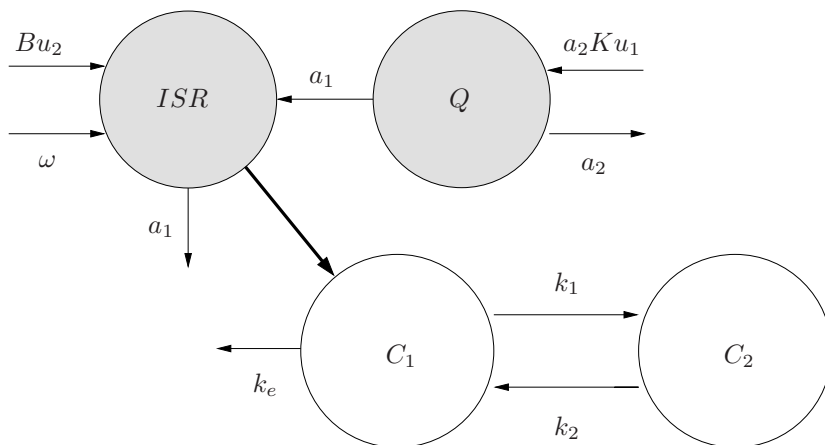 Bu₂
ISR
a₁
Q
a₂Ku₁
ω
a₂
a₁
k₁
C₁
C₂
kₑ
k₂